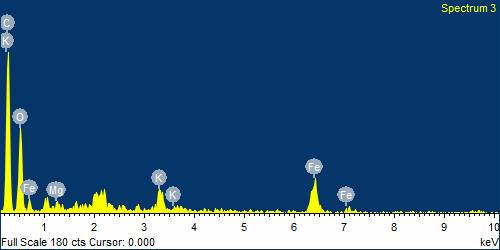 Spectrum 3
C
K
O
Fe
Mg
K
K
Fe
Fe
1 2 3 4 5 6 7 8 9 10
Full Scale 180 cts Cursor: 0.000 keV